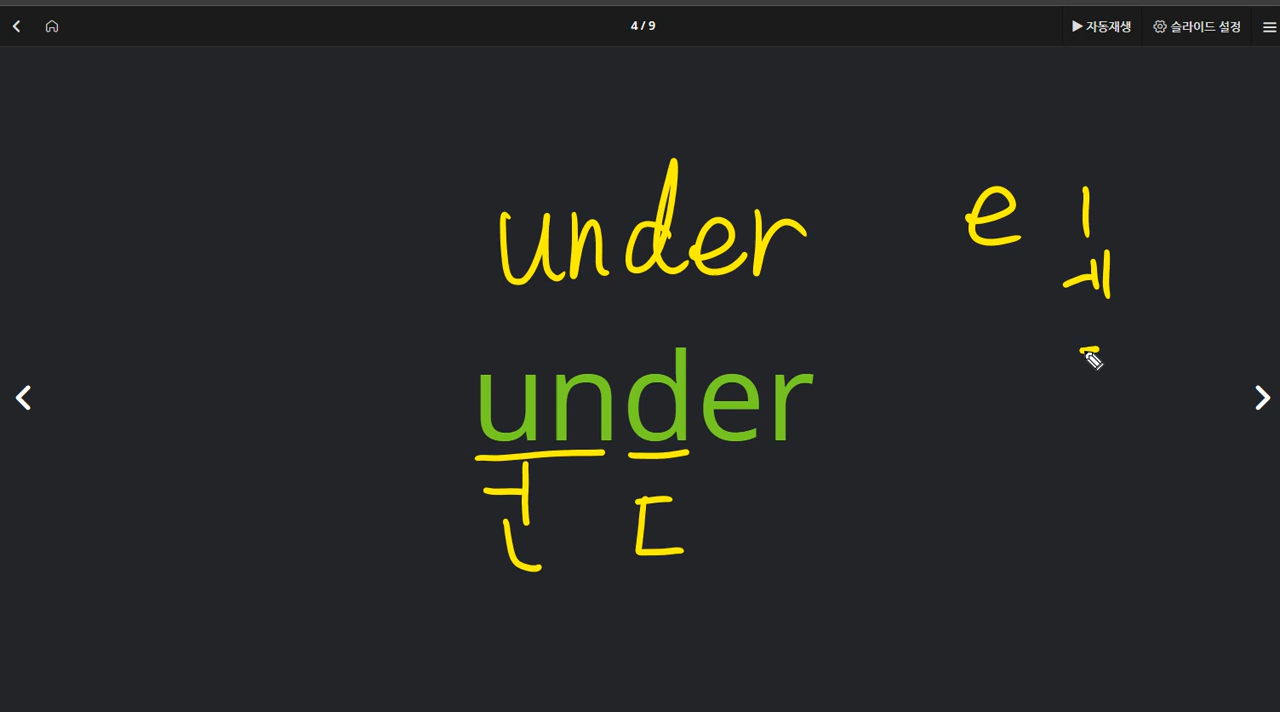 4 / 9
▶ 자동재생
슬라이드 설정
under
e ㅣ
ㅔ
ㅡ
under
ㅓ ㄷ
ㄴ